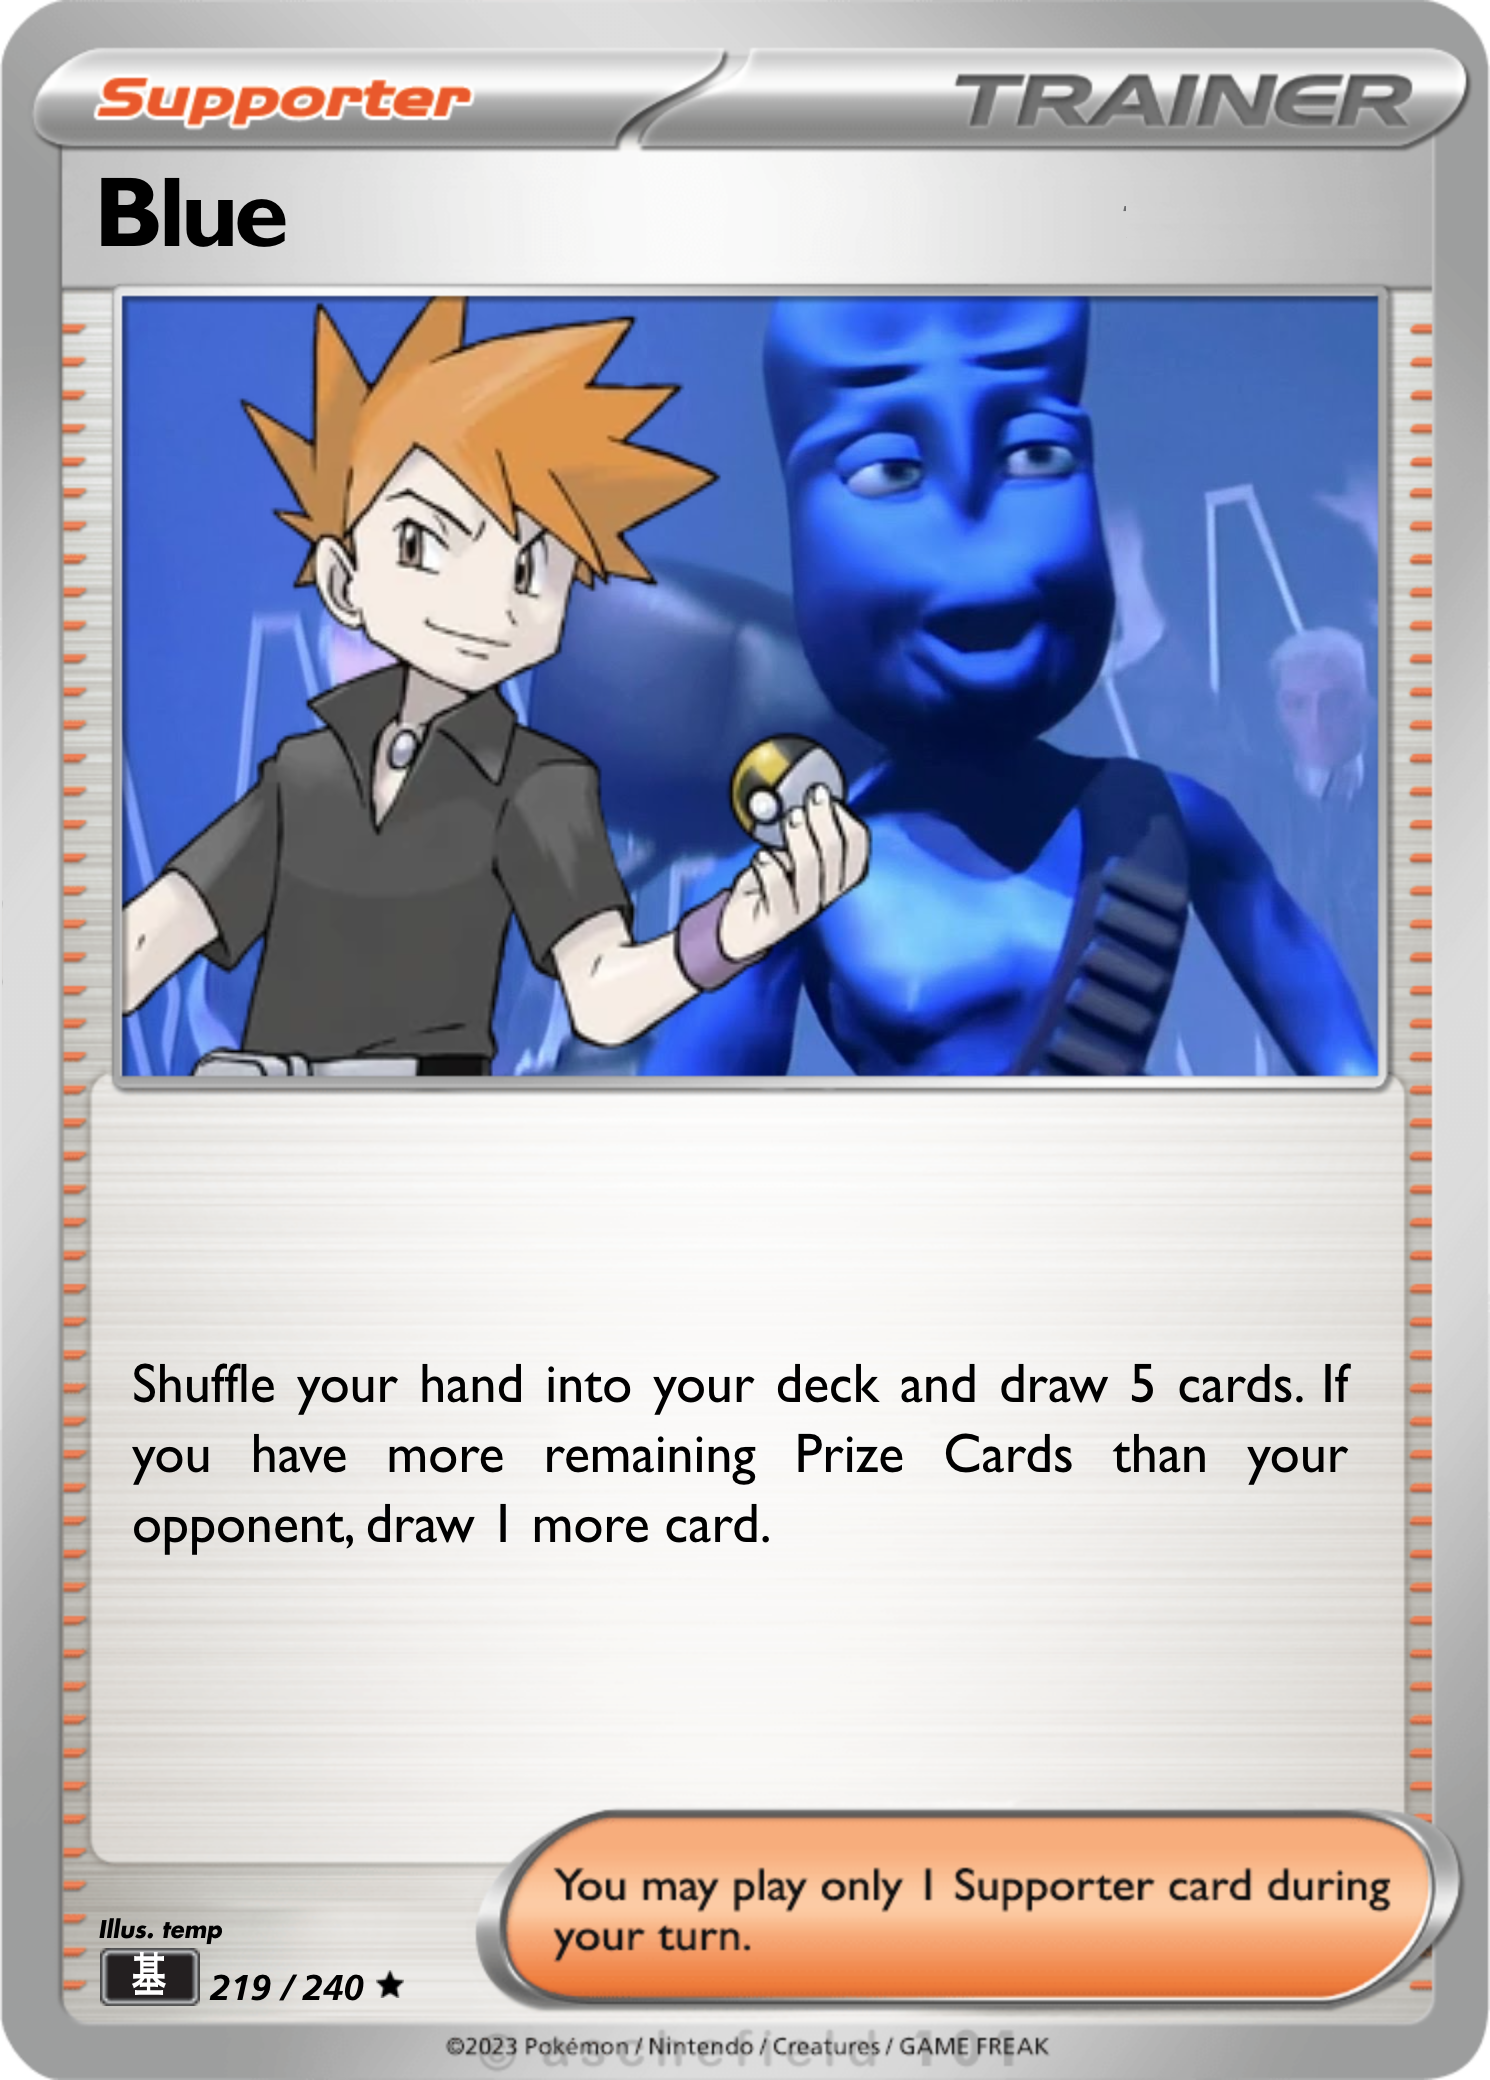 Supporter
TRAINER
Blue
Shuffle your hand into your deck and draw 5 cards. If
you have more remaining Prize Cards than your
opponent, draw 1 more card.
You may play only 1 Supporter card during
your turn.
Illus. temp
基 219 / 240 ★
©2023 Pokémon / Nintendo / Creatures / GAME FREAK
© aschefield 101